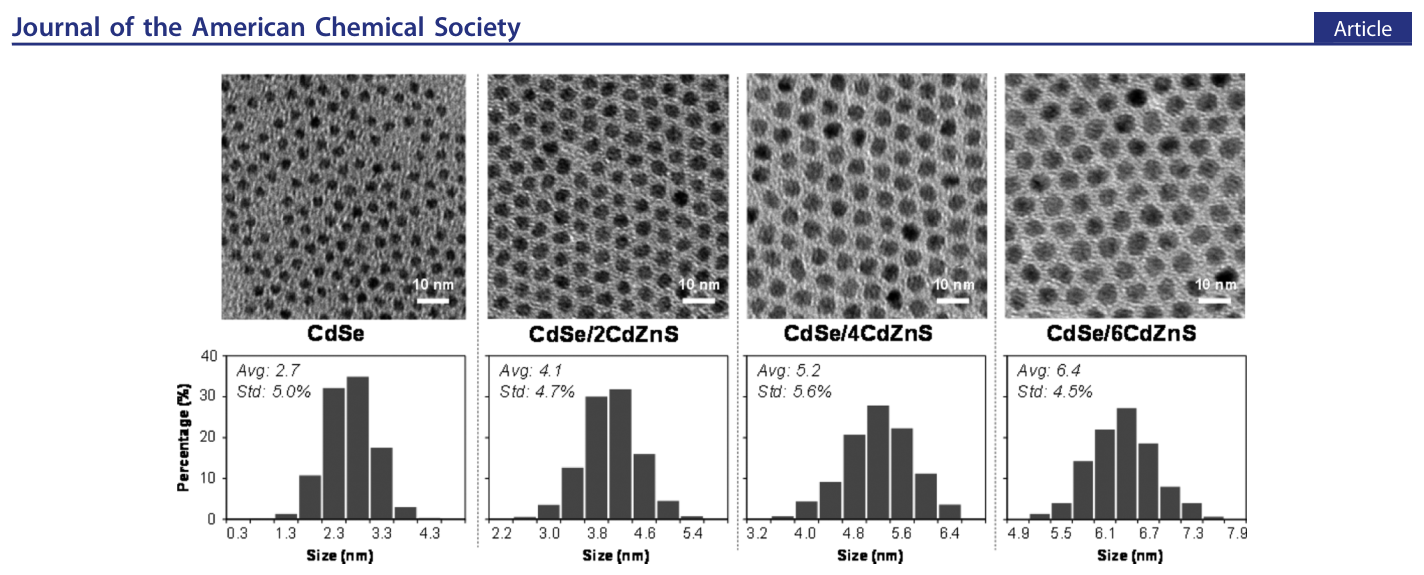 Journal of the American Chemical Society
Article
10 nm
10 nm
10 nm
10 nm
CdSe
CdSe/2CdZnS
CdSe/4CdZnS
CdSe/6CdZnS
Percentage (%)
40
30
20
10
0
Avg: 2.7
Std: 5.0%
0.3 1.3 2.3 3.3 4.3
Size (nm)
Avg: 4.1
Std: 4.7%
2.2 3.0 3.8 4.6 5.4
Size (nm)
Avg: 5.2
Std: 5.6%
3.2 4.0 4.8 5.6 6.4
Size (nm)
Avg: 6.4
Std: 4.5%
4.9 5.5 6.1 6.7 7.3 7.9
Size (nm)